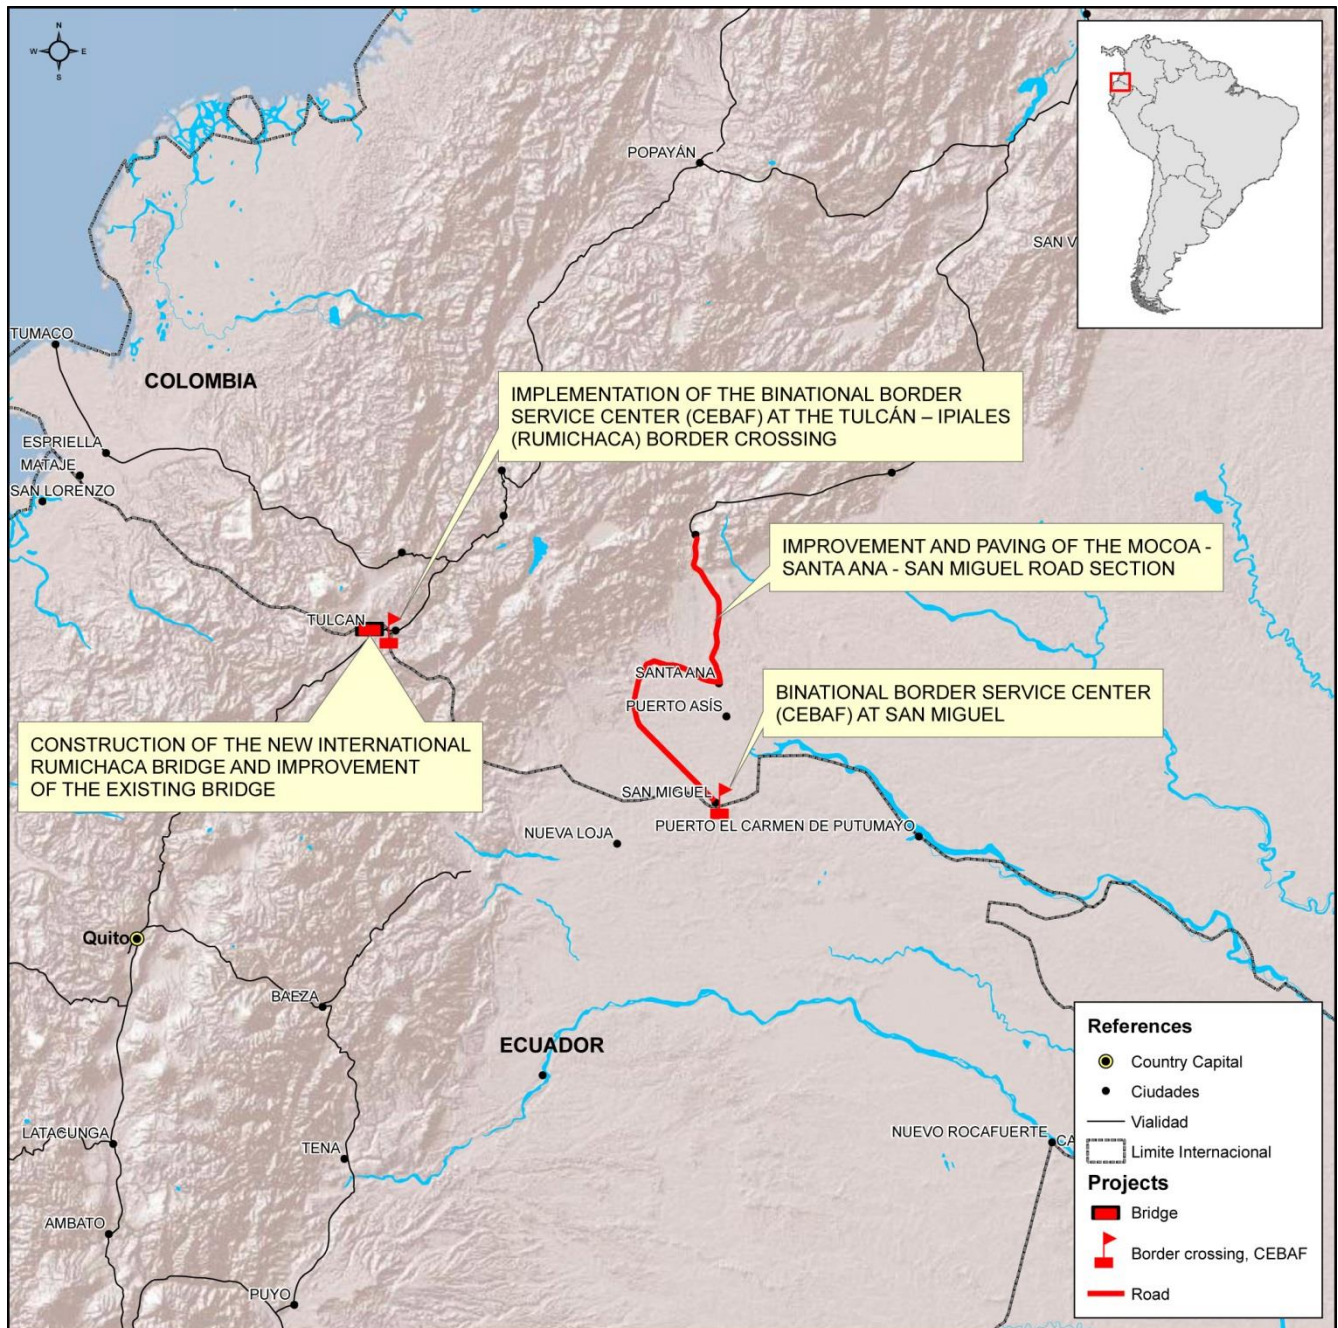 N
W E
S
POPAYÁN
SAN V
TUMACO
COLOMBIA
IMPLEMENTATION OF THE BINATIONAL BORDER
SERVICE CENTER (CEBAF) AT THE TULCÁN – IPIALES
(RUMICHACA) BORDER CROSSING
ESPRIELLA
MATAJE
SAN LORENZO
IMPROVEMENT AND PAVING OF THE MOCOA -
SANTA ANA - SAN MIGUEL ROAD SECTION
TULCAN
SANTA ANA
PUERTO ASÍS
BINATIONAL BORDER SERVICE CENTER
(CEBAF) AT SAN MIGUEL
CONSTRUCTION OF THE NEW INTERNATIONAL
RUMICHACA BRIDGE AND IMPROVEMENT
OF THE EXISTING BRIDGE
SAN MIGUEL
PUERTO EL CARMEN DE PUTUMAYO
NUEVA LOJA
Quito
BAEZA
ECUADOR
LATACUNGA
TENA
NUEVO ROCAFUERTE
CA
AMBATO
PUYO
References
Country Capital
Ciudades
Vialidad
Limite Internacional
Projects
Bridge
Border crossing, CEBAF
Road